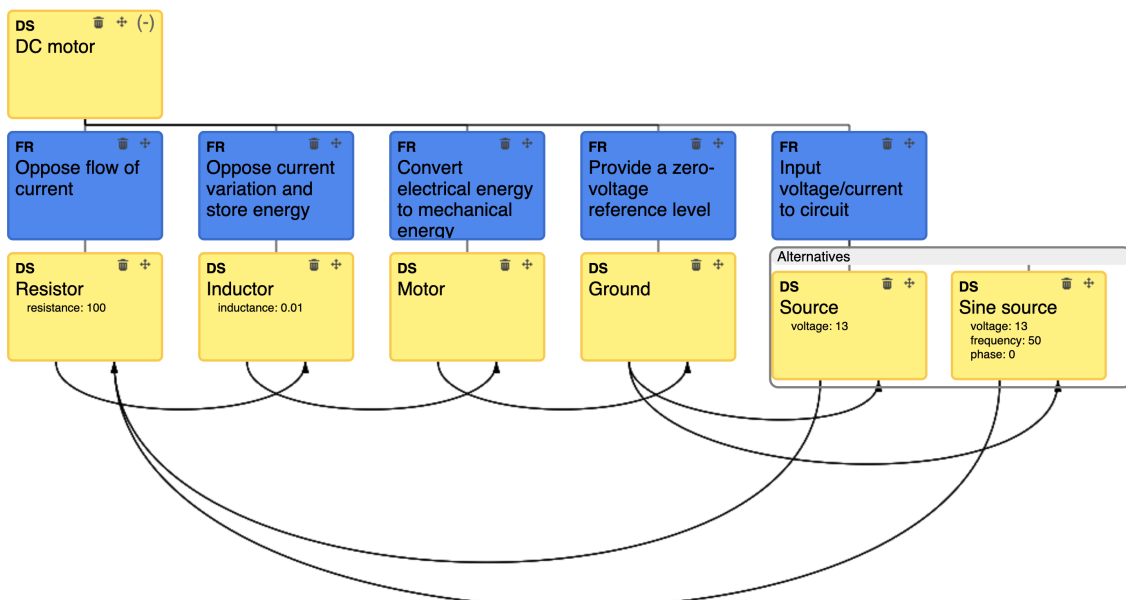 DS (-)
DC motor
FR
Oppose flow of
current
FR
Oppose current
variation and
store energy
FR
Convert
electrical energy
to mechanical
energy
FR
Provide a zero-
voltage
reference level
FR
Input
voltage/current
to circuit
DS
Resistor
resistance: 100
DS
Inductor
inductance: 0.01
DS
Motor
DS
Ground
Alternatives
DS
Source
voltage: 13
DS
Sine source
voltage: 13
frequency: 50
phase: 0